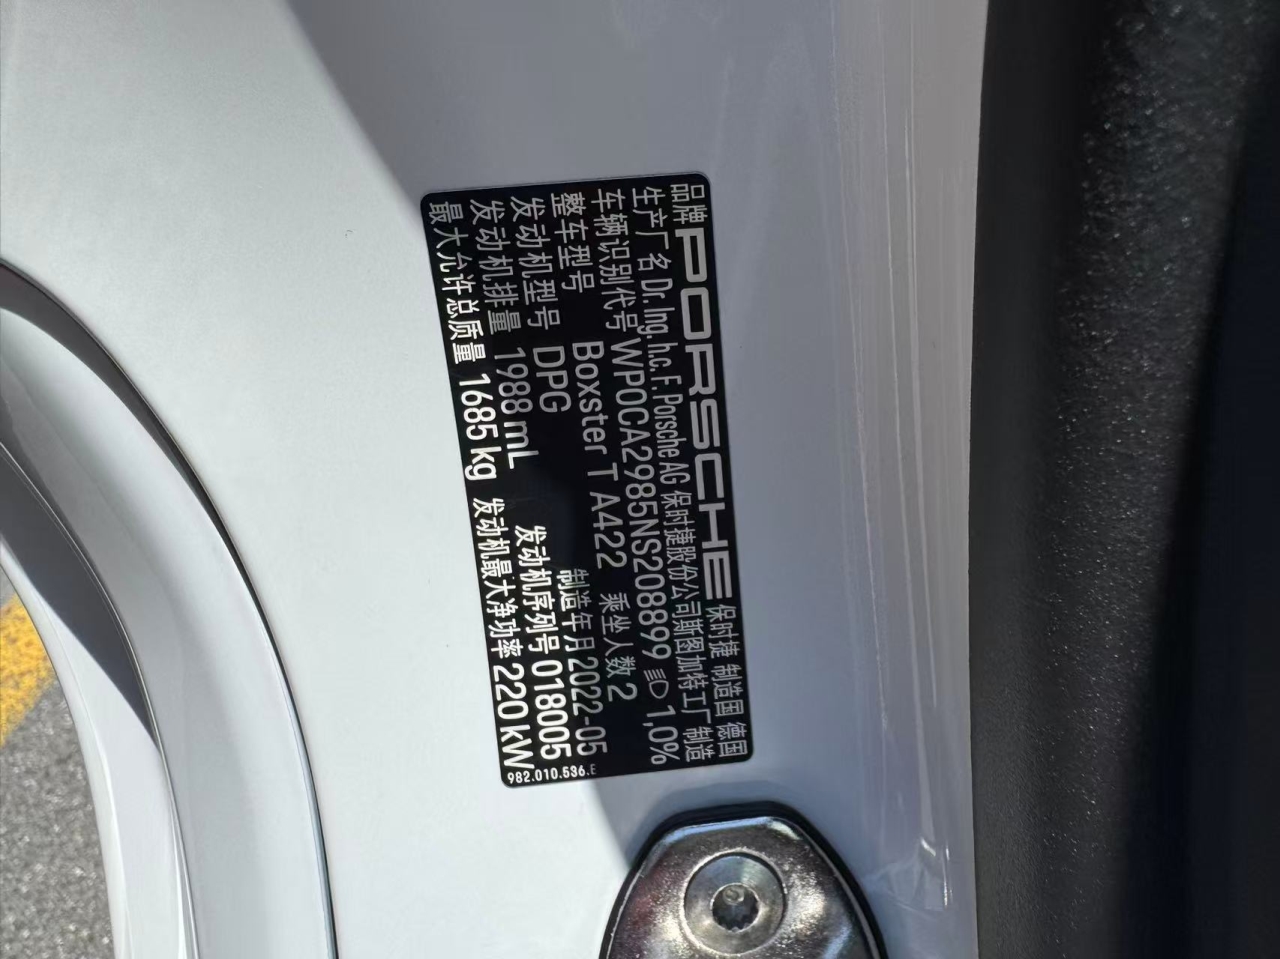 品牌 PORSCHE 保时捷 制造国 德国
生产厂名 Dr. Ing. h.c. F. Porsche AG 保时捷股份公司斯图加特工厂 制造
车辆识别代号 WP0CA2985NS208899 1,0%
整车型号 Boxster T A422 乘坐人数 2
发动机型号 DPG 制造年月 2022-05
发动机排量 1988 mL 发动机序列号 018005
最大允许总质量 1685 kg 发动机最大净功率 220 kW
982.010.536.E